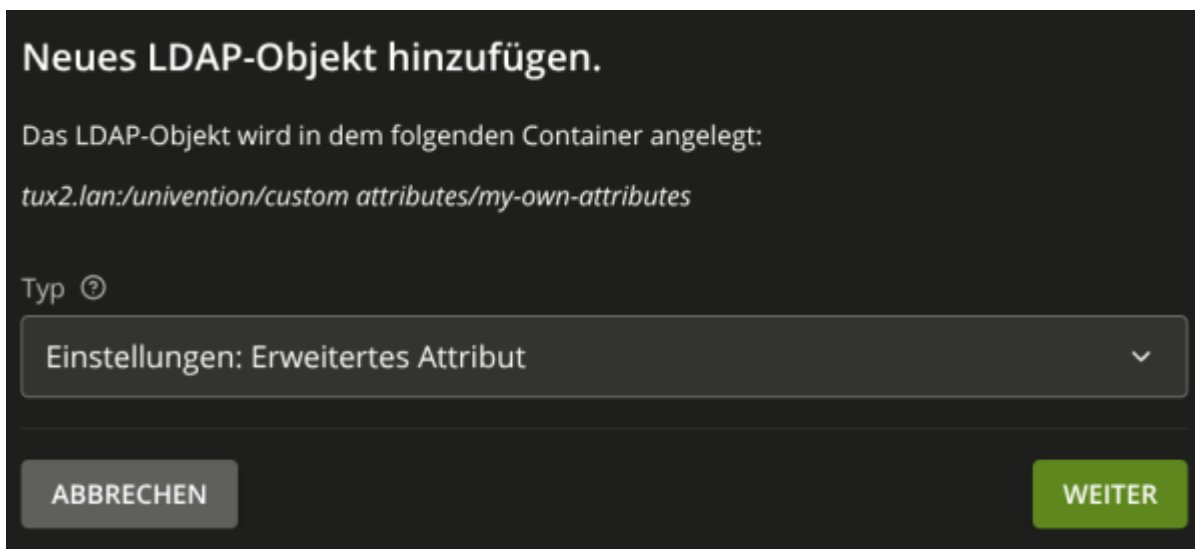 Neues LDAP-Objekt hinzufügen.
Das LDAP-Objekt wird in dem folgenden Container angelegt:
tux2.lan:/univention/custom attributes/my-own-attributes
Typ
Einstellungen: Erweitertes Attribut
ABBRECHEN
WEITER